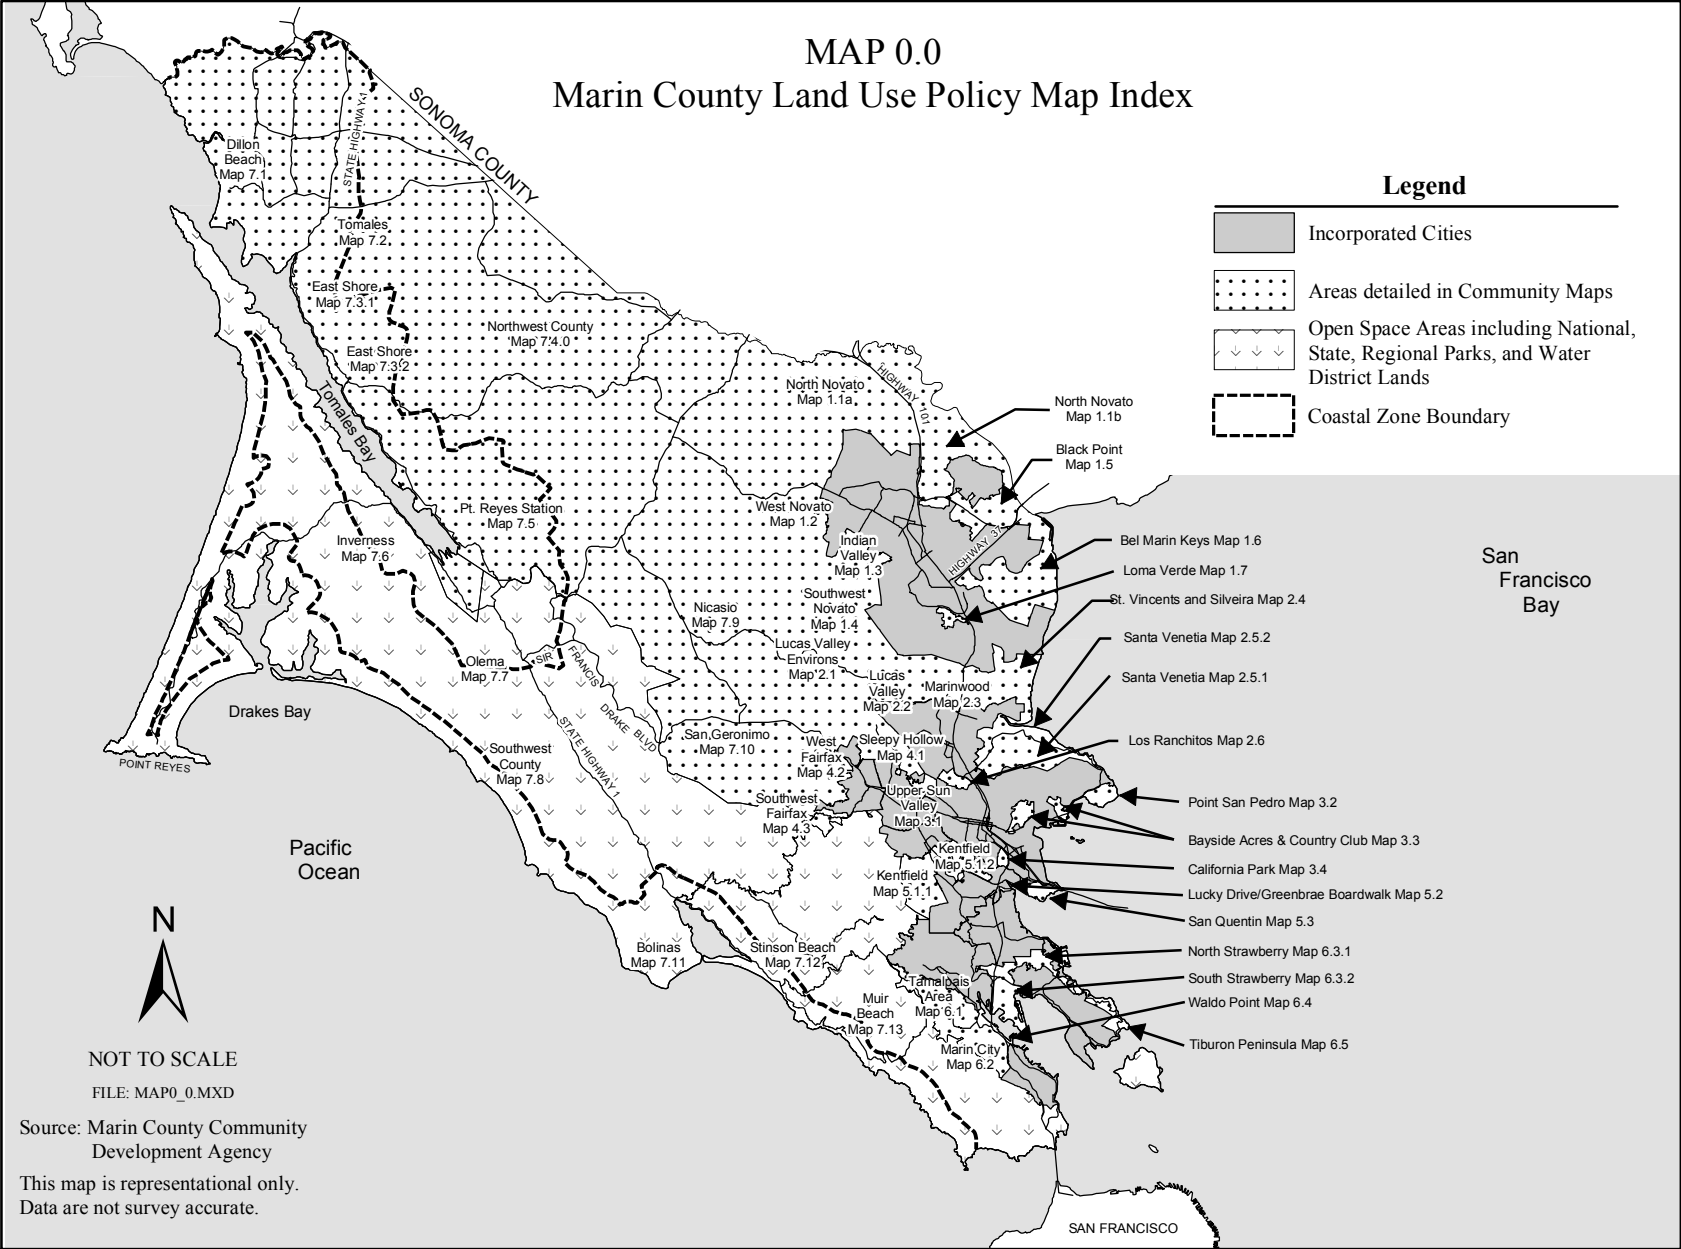 MAP 0.0
Marin County Land Use Policy Map Index
SONOMA COUNTY
STATE HIGHWAY 1
Dillon
Beach
Map 7.1
Tomales
Map 7.2
East Shore
Map 7.3.1
Northwest County
Map 7.4.0
East Shore
Map 7.3.2
Tomales Bay
North Novato
Map 1.1a
HIGHWAY 101
North Novato
Map 1.1b
Black Point
Map 1.5
Legend
Incorporated Cities
Areas detailed in Community Maps
Open Space Areas including National,
State, Regional Parks, and Water
District Lands
Coastal Zone Boundary
Pt. Reyes Station
Map 7.5
West Novato
Map 1.2
Inverness
Map 7.6
Indian
Valley
Map 1.3
HIGHWAY 37
Bel Marin Keys Map 1.6
Loma Verde Map 1.7
St. Vincents and Silveira Map 2.4
Santa Venetia Map 2.5.2
Santa Venetia Map 2.5.1
San
Francisco
Bay
Southwest
Novato
Map 1.4
Nicasio
Map 7.9
Lucas Valley
Environs
Map 2.1
Lucas
Valley
Map 2.2
Marinwood
Map 2.3
Olema
Map 7.7
SIR
FRANCIS
DRAKE BLVD
STATE HIGHWAY 1
Drakes Bay
POINT REYES
Southwest
County
Map 7.8
San Geronimo
Map 7.10
West
Fairfax
Map 4.2
Sleepy Hollow
Map 4.1
Los Ranchitos Map 2.6
Upper Sun
Valley
Map 3.1
Southwest
Fairfax
Map 4.3
Point San Pedro Map 3.2
Bayside Acres & Country Club Map 3.3
California Park Map 3.4
Lucky Drive/Greenbrae Boardwalk Map 5.2
San Quentin Map 5.3
North Strawberry Map 6.3.1
South Strawberry Map 6.3.2
Waldo Point Map 6.4
Tiburon Peninsula Map 6.5
Kentfield
Map 5.1.2
Kentfield
Map 5.1.1
Pacific
Ocean
Bolinas
Map 7.11
Stinson Beach
Map 7.12
Tamalpais
Area
Map 6.1
Muir
Beach
Map 7.13
Marin City
Map 6.2
N
NOT TO SCALE
FILE: MAP0_0.MXD
Source: Marin County Community
Development Agency
This map is representational only.
Data are not survey accurate.
SAN FRANCISCO